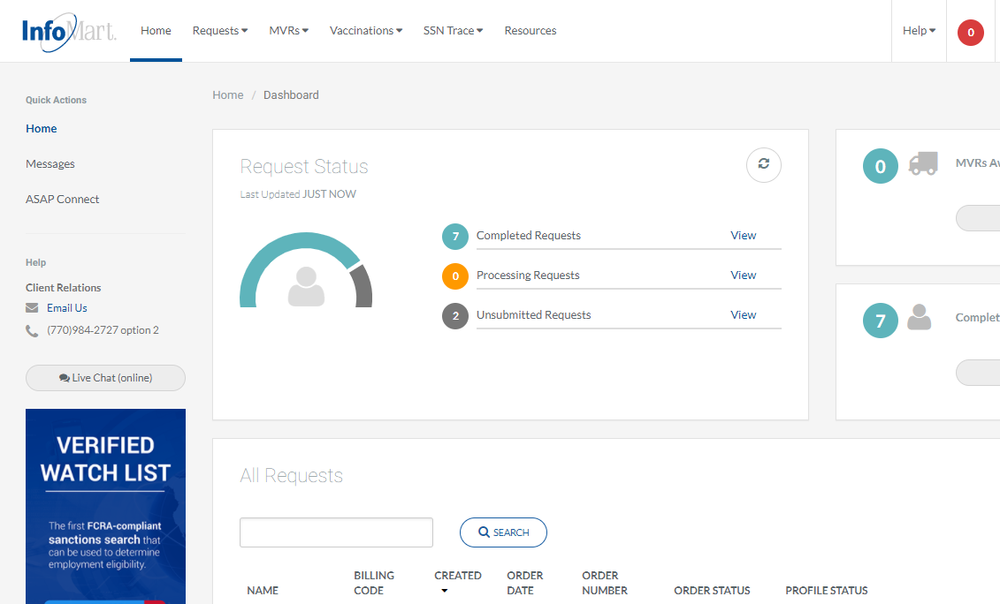 InfoMart.
Home Requests MVRs Vaccinations SSN Trace Resources Help 0
Quick Actions
Home
Messages
ASAP Connect
Help
Client Relations
Email Us
(770)984-2727 option 2
Live Chat (online)
VERIFIED
WATCH LIST
The first FCRA-compliant
sanctions search that
can be used to determine
employment eligibility.
Home / Dashboard
Request Status
Last Updated JUST NOW
7 Completed Requests View
0 Processing Requests View
2 Unsubmitted Requests View
0 MVRs
7
All Requests
SEARCH
NAME BILLING CODE CREATED ORDER DATE ORDER NUMBER ORDER STATUS PROFILE STATUS